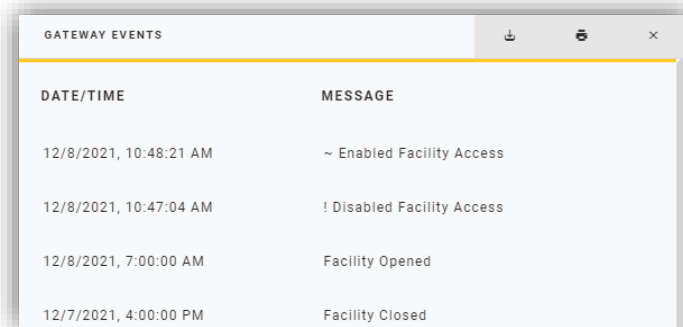 GATEWAY EVENTS
DATE/TIME MESSAGE
12/8/2021, 10:48:21 AM ~ Enabled Facility Access
12/8/2021, 10:47:04 AM ! Disabled Facility Access
12/8/2021, 7:00:00 AM Facility Opened
12/7/2021, 4:00:00 PM Facility Closed